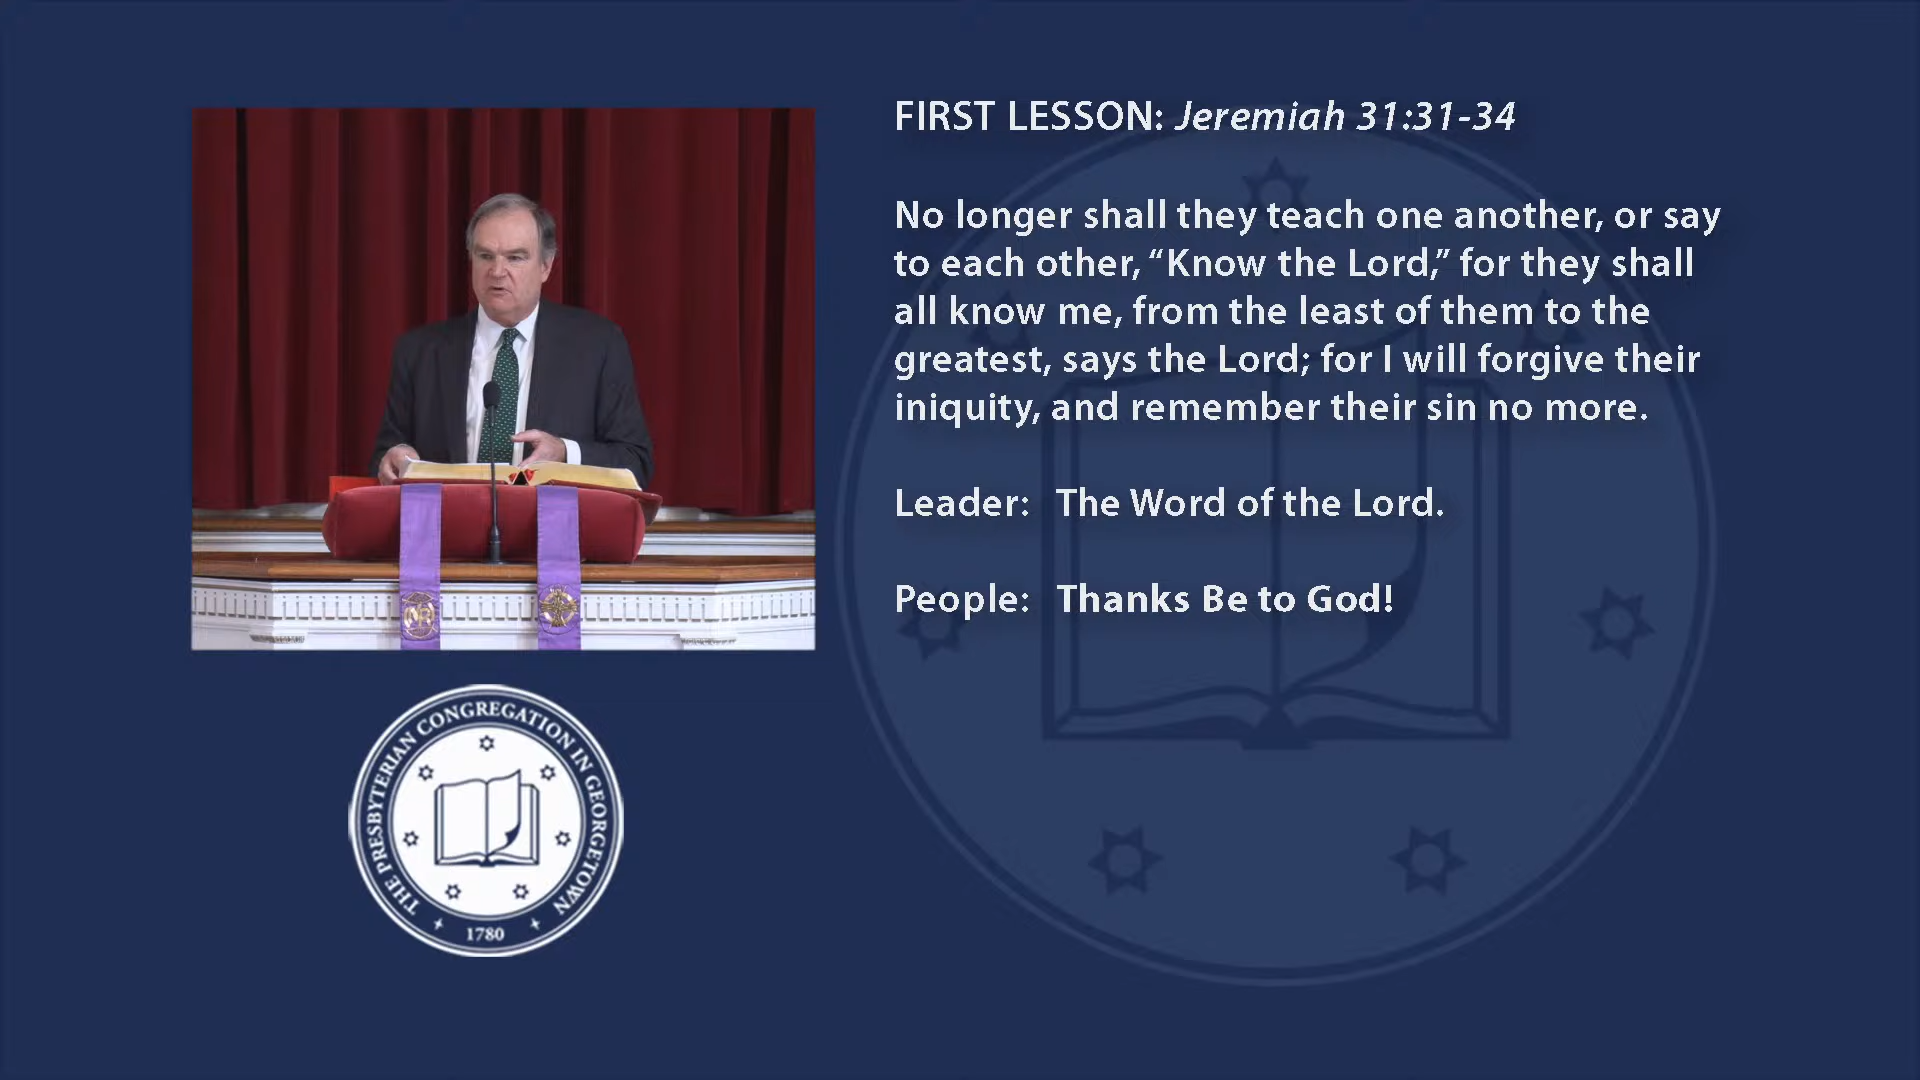 FIRST LESSON: Jeremiah 31:31-34
No longer shall they teach one another, or say
to each other, “Know the Lord,” for they shall
all know me, from the least of them to the
greatest, says the Lord; for I will forgive their
iniquity, and remember their sin no more.
Leader: The Word of the Lord.
People: Thanks Be to God!
THE PRESBYTERIAN CONGREGATION IN GEORGETOWN
1780